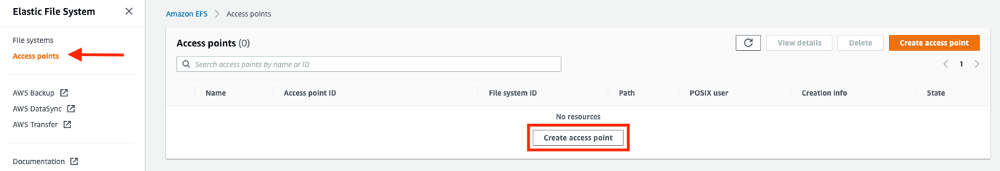 Elastic File System
File systems
Access points
AWS Backup
AWS DataSync
AWS Transfer
Documentation
Amazon EFS > Access points
Access points (0)
View details
Delete
Create access point
Search access points by name or ID
1
Name Access point ID File system ID Path POSIX user Creation info State
No resources
Create access point